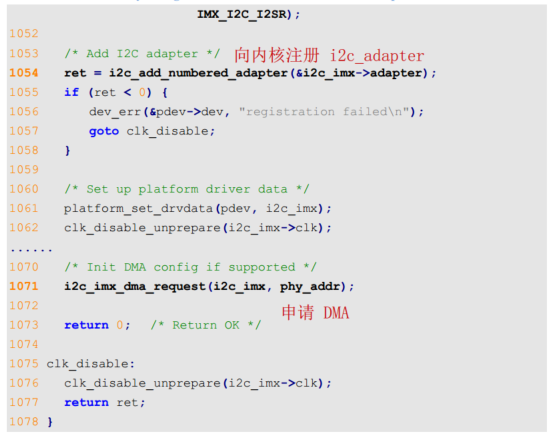 IMX_I2C_I2SR);
1052
1053 /* Add I2C adapter */ 向内核注册 i2c_adapter
1054 ret = i2c_add_numbered_adapter(&i2c_imx->adapter);
1055 if (ret < 0) {
1056 dev_err(&pdev->dev, "registration failed\n");
1057 goto clk_disable;
1058 }
1059
1060 /* Set up platform driver data */
1061 platform_set_drvdata(pdev, i2c_imx);
1062 clk_disable_unprepare(i2c_imx->clk);
......
1070 /* Init DMA config if supported */
1071 i2c_imx_dma_request(i2c_imx, phy_addr);
1072
申请 DMA
1073 return 0; /* Return OK */
1074
1075 clk_disable:
1076 clk_disable_unprepare(i2c_imx->clk);
1077 return ret;
1078 }